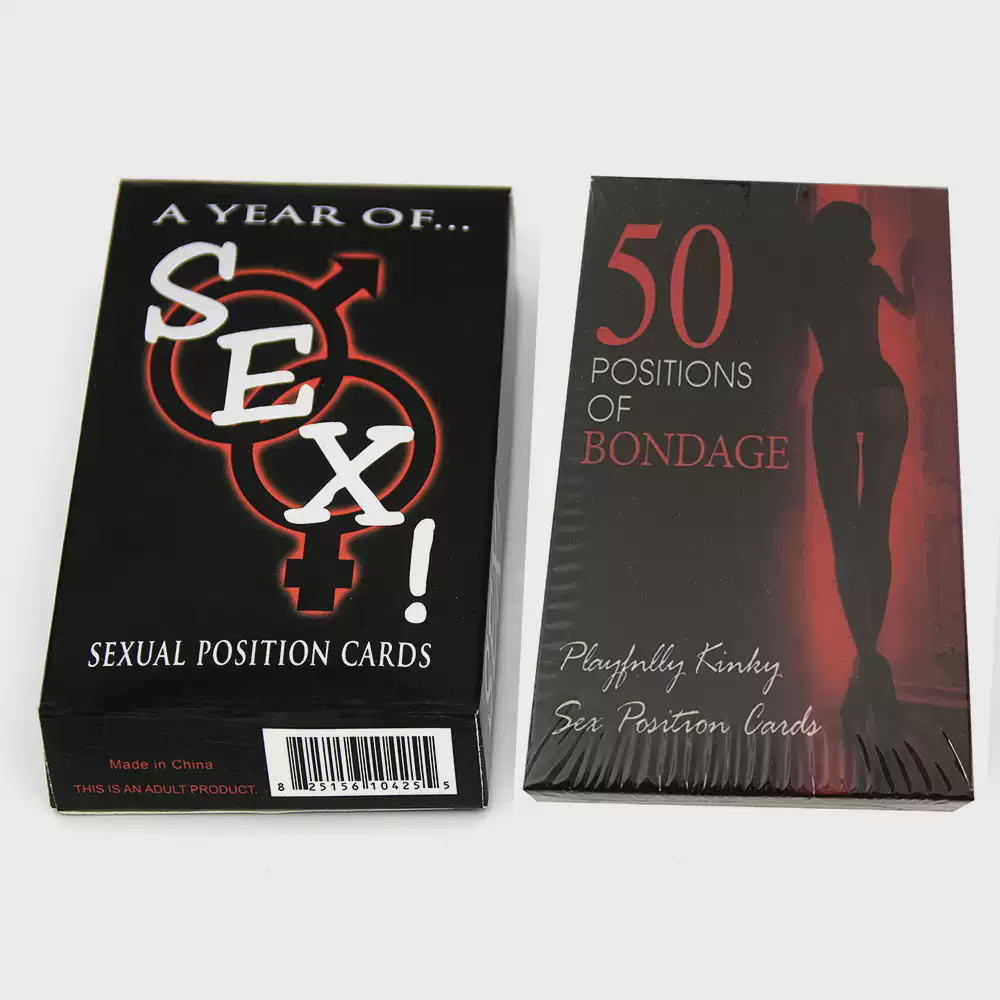 A YEAR OF...
SEX!
SEXUAL POSITION CARDS
Made in China
THIS IS AN ADULT PRODUCT.
8 25156 10425 5
50
POSITIONS
OF
BONDAGE
Playfnlly Kinky
Sex Position Cards